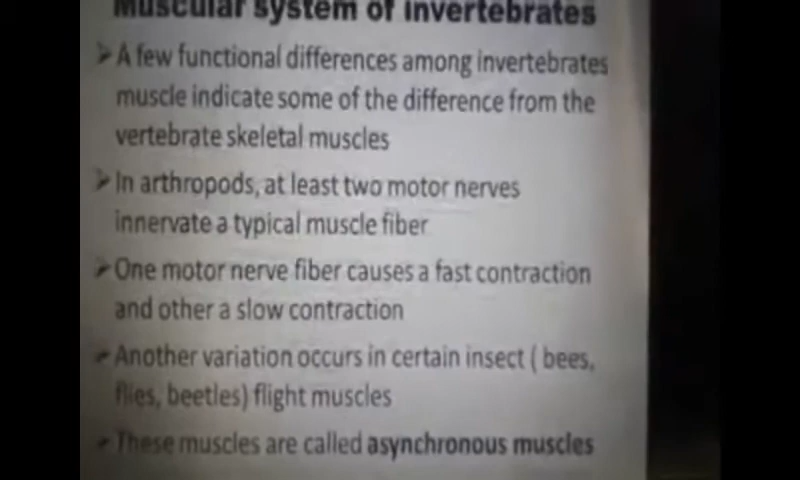 Muscular system of invertebrates
➢ A few functional differences among invertebrates
muscle indicate some of the difference from the
vertebrate skeletal muscles
➢ In arthropods, at least two motor nerves
innervate a typical muscle fiber
➢ One motor nerve fiber causes a fast contraction
and other a slow contraction
➢ Another variation occurs in certain insect ( bees,
flies, beetles) flight muscles
➢ These muscles are called asynchronous muscles